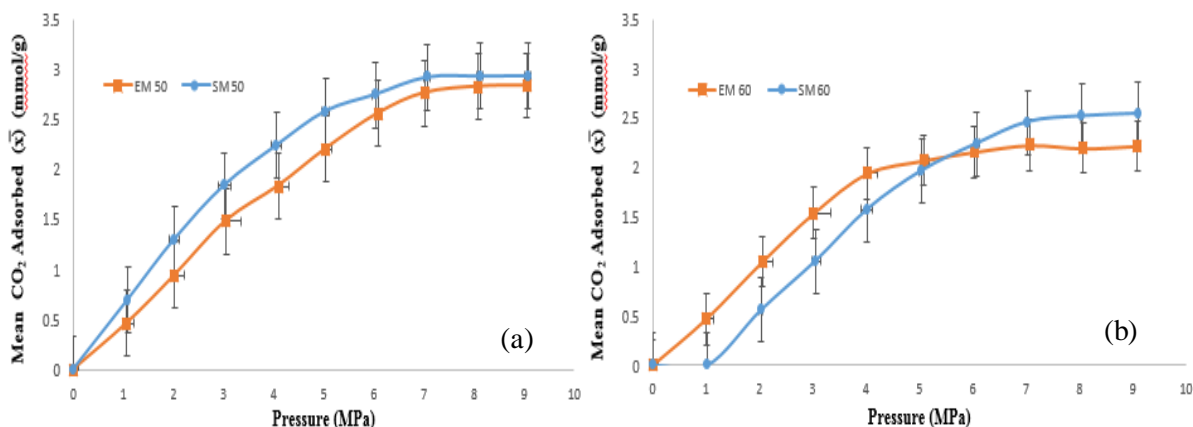 Mean CO₂ Adsorbed (x̄) (mmol/g)
3.5
3
2.5
2
1.5
1
0.5
0
EM 50 SM 50
(a)
0 1 2 3 4 5 6 7 8 9 10
Pressure (MPa)
Mean CO₂ Adsorbed (x̄) (mmol/g)
3.5
3
2.5
2
1.5
1
0.5
0
EM 60 SM 60
(b)
0 1 2 3 4 5 6 7 8 9 10
Pressure (MPa)